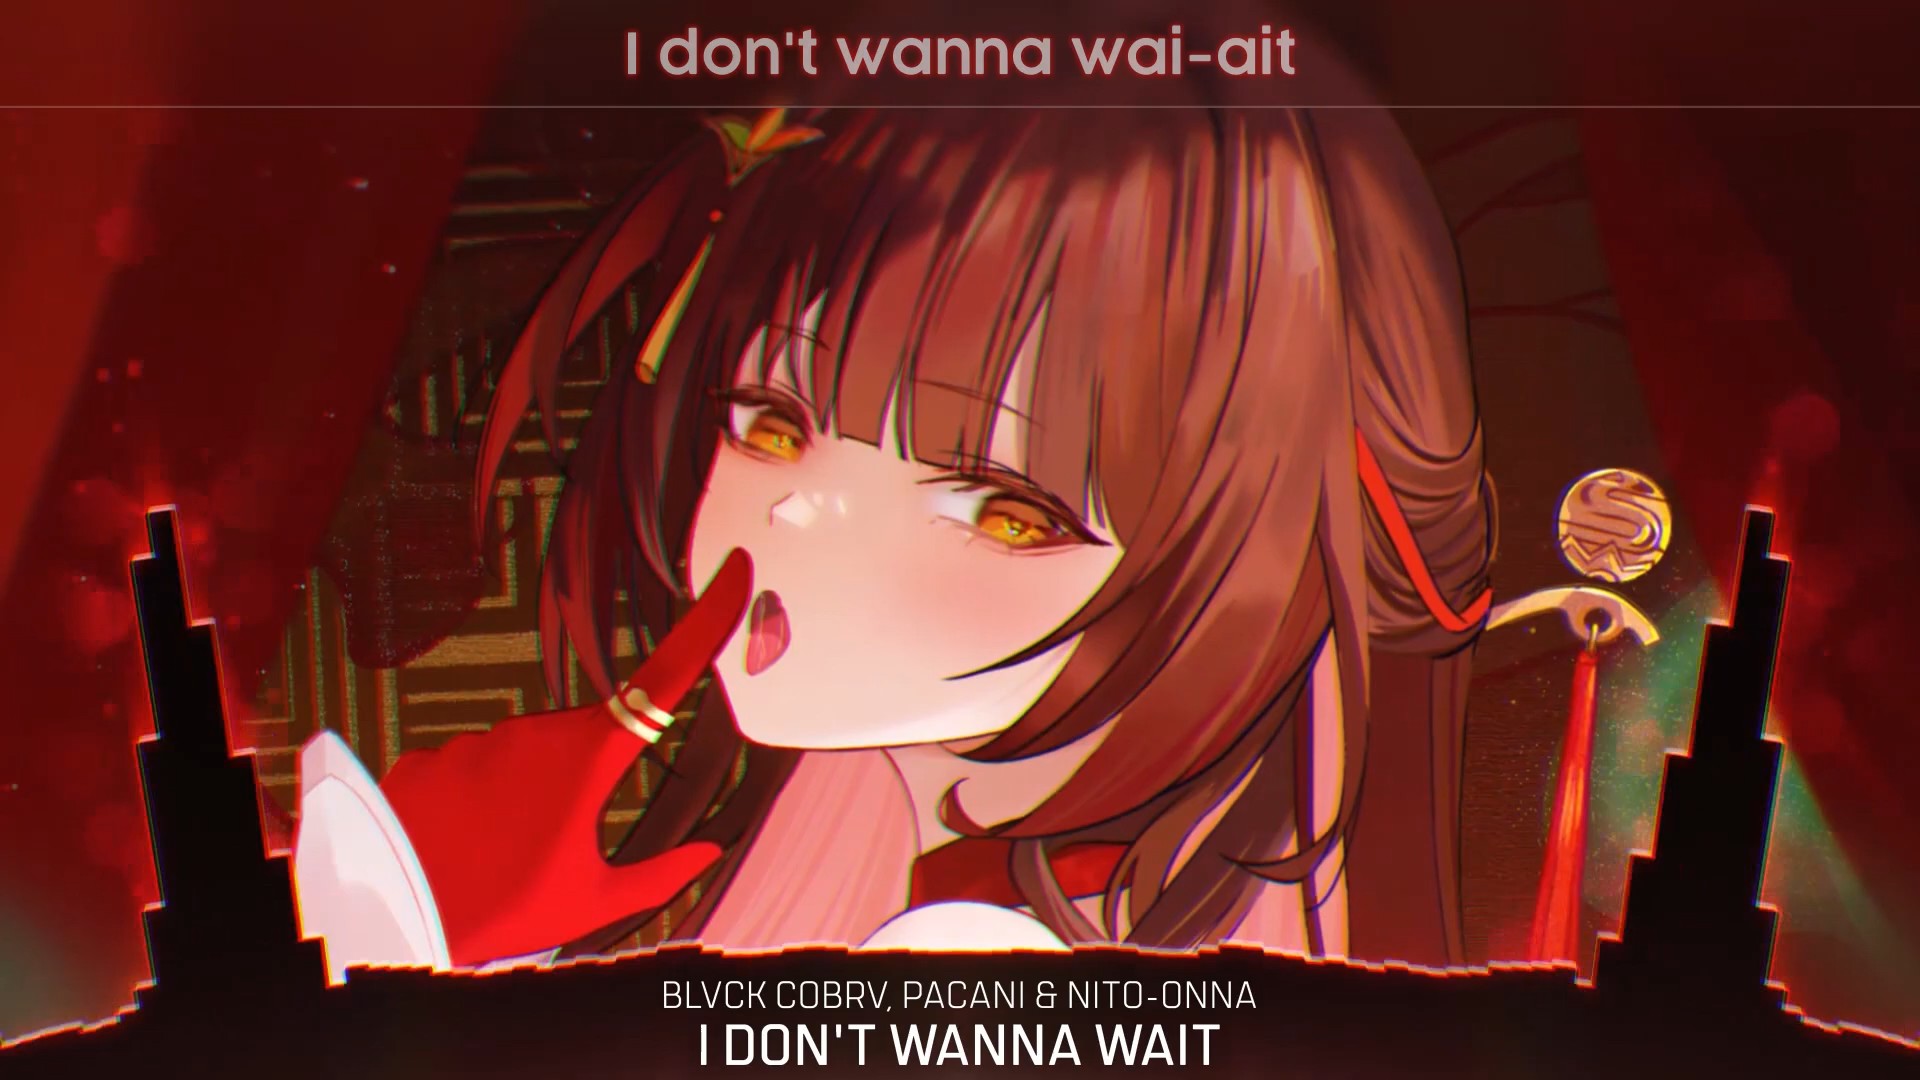 I don't wanna wai-ait
BLVCK COBRV, PACANI & NITO-ONNA
I DON'T WANNA WAIT